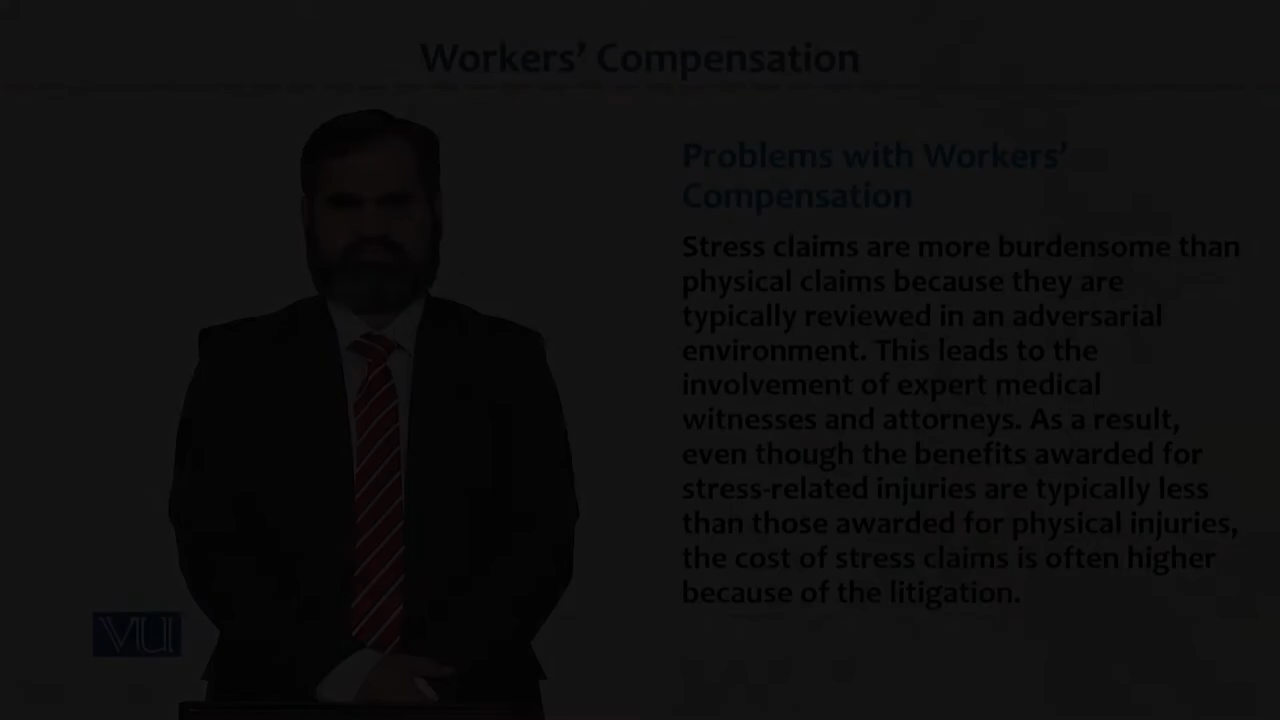 Workers’ Compensation
Problems with Workers’
Compensation
Stress claims are more burdensome than
physical claims because they are
typically reviewed in an adversarial
environment. This leads to the
involvement of expert medical
witnesses and attorneys. As a result,
even though the benefits awarded for
stress-related injuries are typically less
than those awarded for physical injuries,
the cost of stress claims is often higher
because of the litigation.
VU